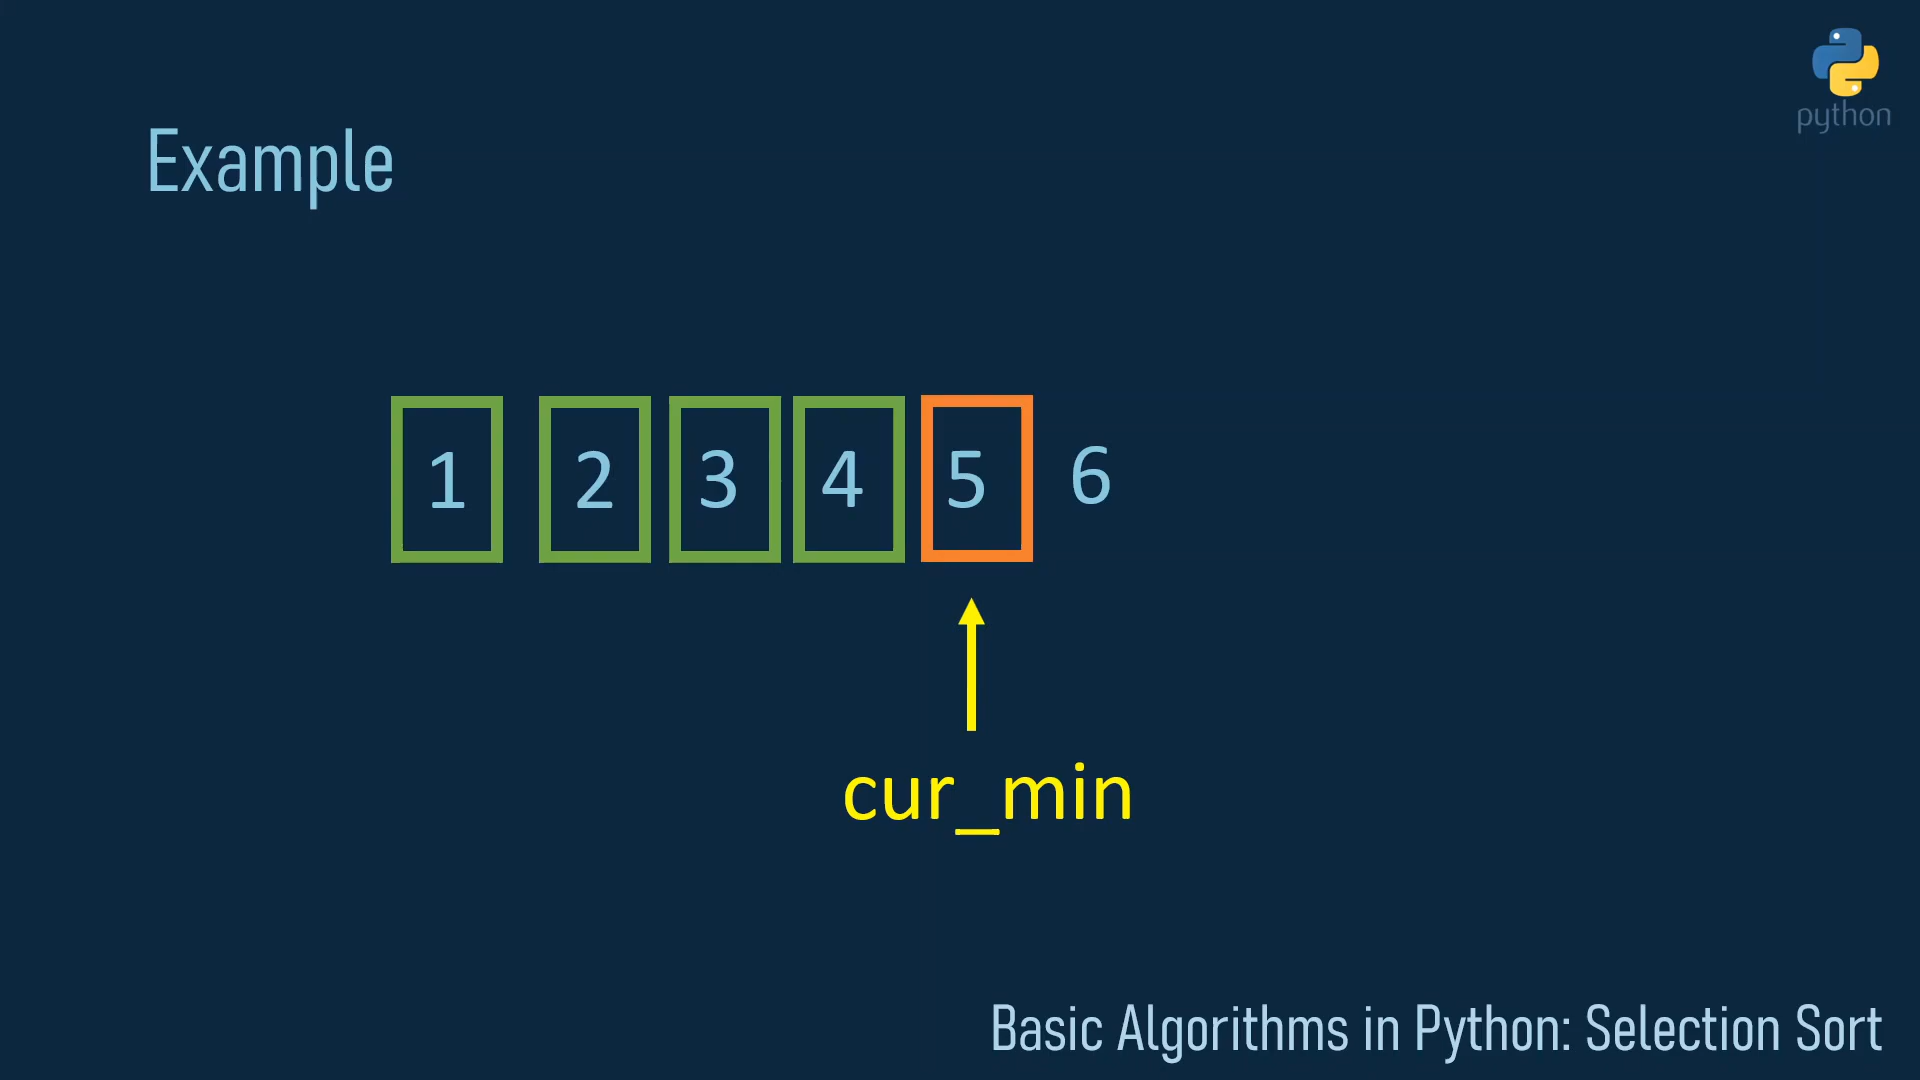 python
Example
1 2 3 4 5 6
cur_min
Basic Algorithms in Python: Selection Sort